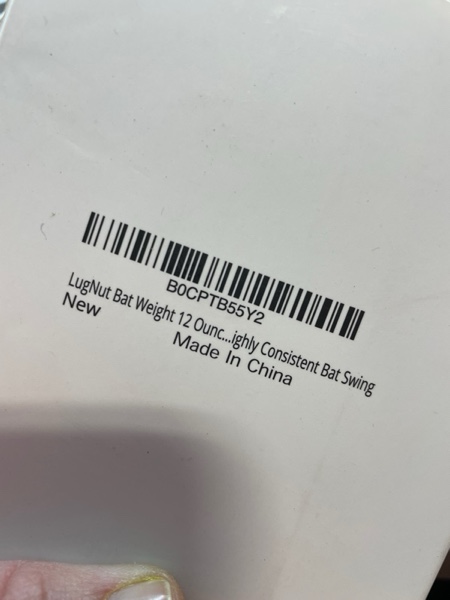 B0CPTB55Y2
LugNut Bat Weight 12 Ounc...ighly Consistent Bat Swing
New
Made In China